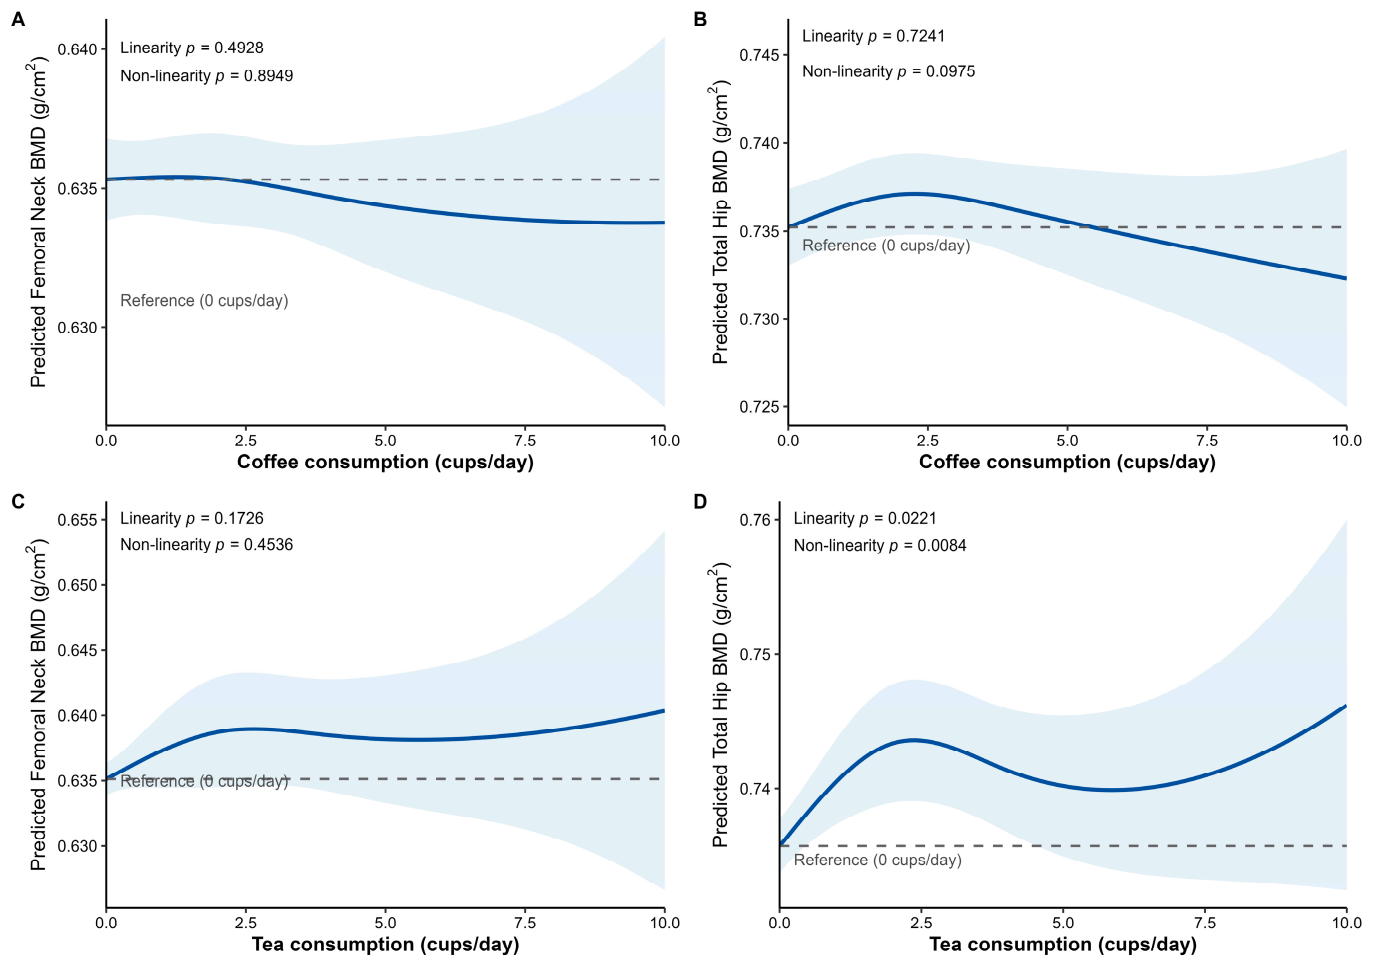 A
Predicted Femoral Neck BMD (g/cm²)
0.640
0.635
0.630
Linearity p = 0.4928
Non-linearity p = 0.8949
Reference (0 cups/day)
0.0 2.5 5.0 7.5 10.0
Coffee consumption (cups/day)
B
Predicted Total Hip BMD (g/cm²)
0.745
0.740
0.735
0.730
0.725
Linearity p = 0.7241
Non-linearity p = 0.0975
Reference (0 cups/day)
0.0 2.5 5.0 7.5 10.0
Coffee consumption (cups/day)
C
Predicted Femoral Neck BMD (g/cm²)
0.655
0.650
0.645
0.640
0.635
0.630
Linearity p = 0.1726
Non-linearity p = 0.4536
Reference (0 cups/day)
0.0 2.5 5.0 7.5 10.0
Tea consumption (cups/day)
D
Predicted Total Hip BMD (g/cm²)
0.76
0.75
0.74
Linearity p = 0.0221
Non-linearity p = 0.0084
Reference (0 cups/day)
0.0 2.5 5.0 7.5 10.0
Tea consumption (cups/day)